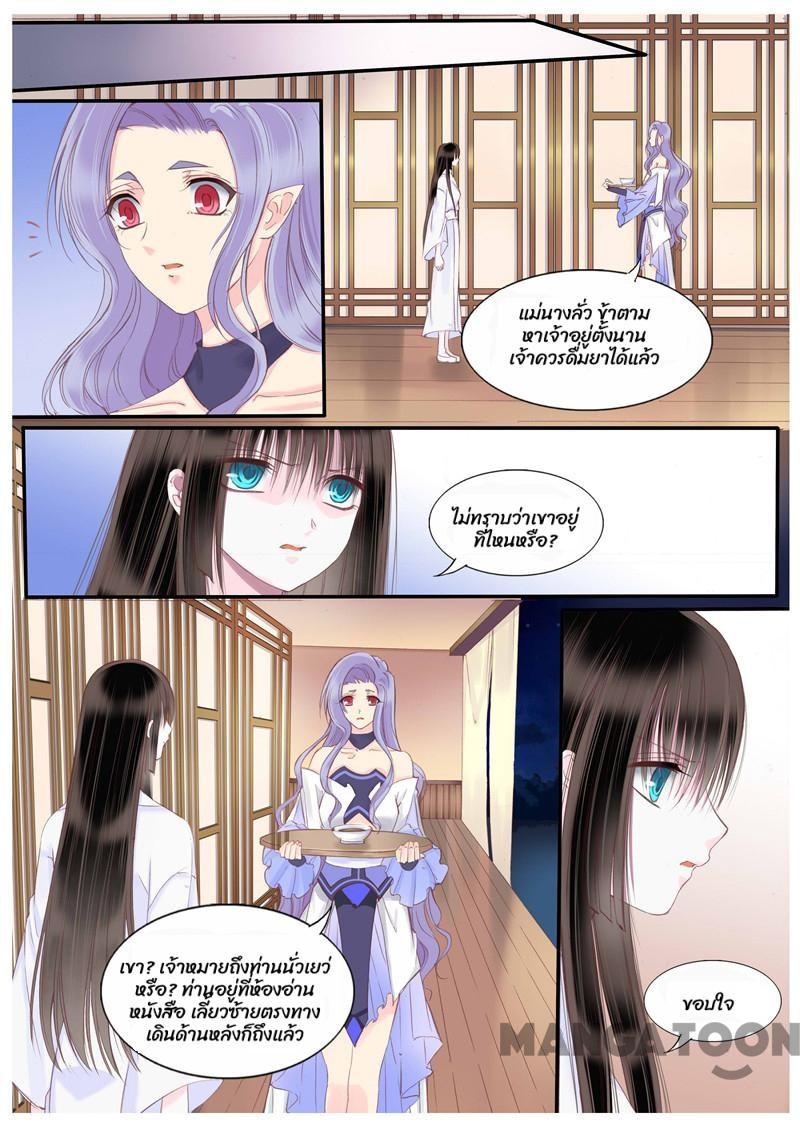 แม่นางลั่ว ข้าตาม
หาเจ้าอยู่ตั้งนาน
เจ้าควรดื่มยาได้แล้ว
ไม่ทราบว่าเขาอยู่
ที่ไหนหรือ?
เขา? เจ้าหมายถึงท่านนั่วเยว่
หรือ? ท่านอยู่ที่ห้องอ่าน
หนังสือ เลี้ยวซ้ายตรงทาง
เดินด้านหลังก็ถึงแล้ว
ขอบใจ
MANGATOON